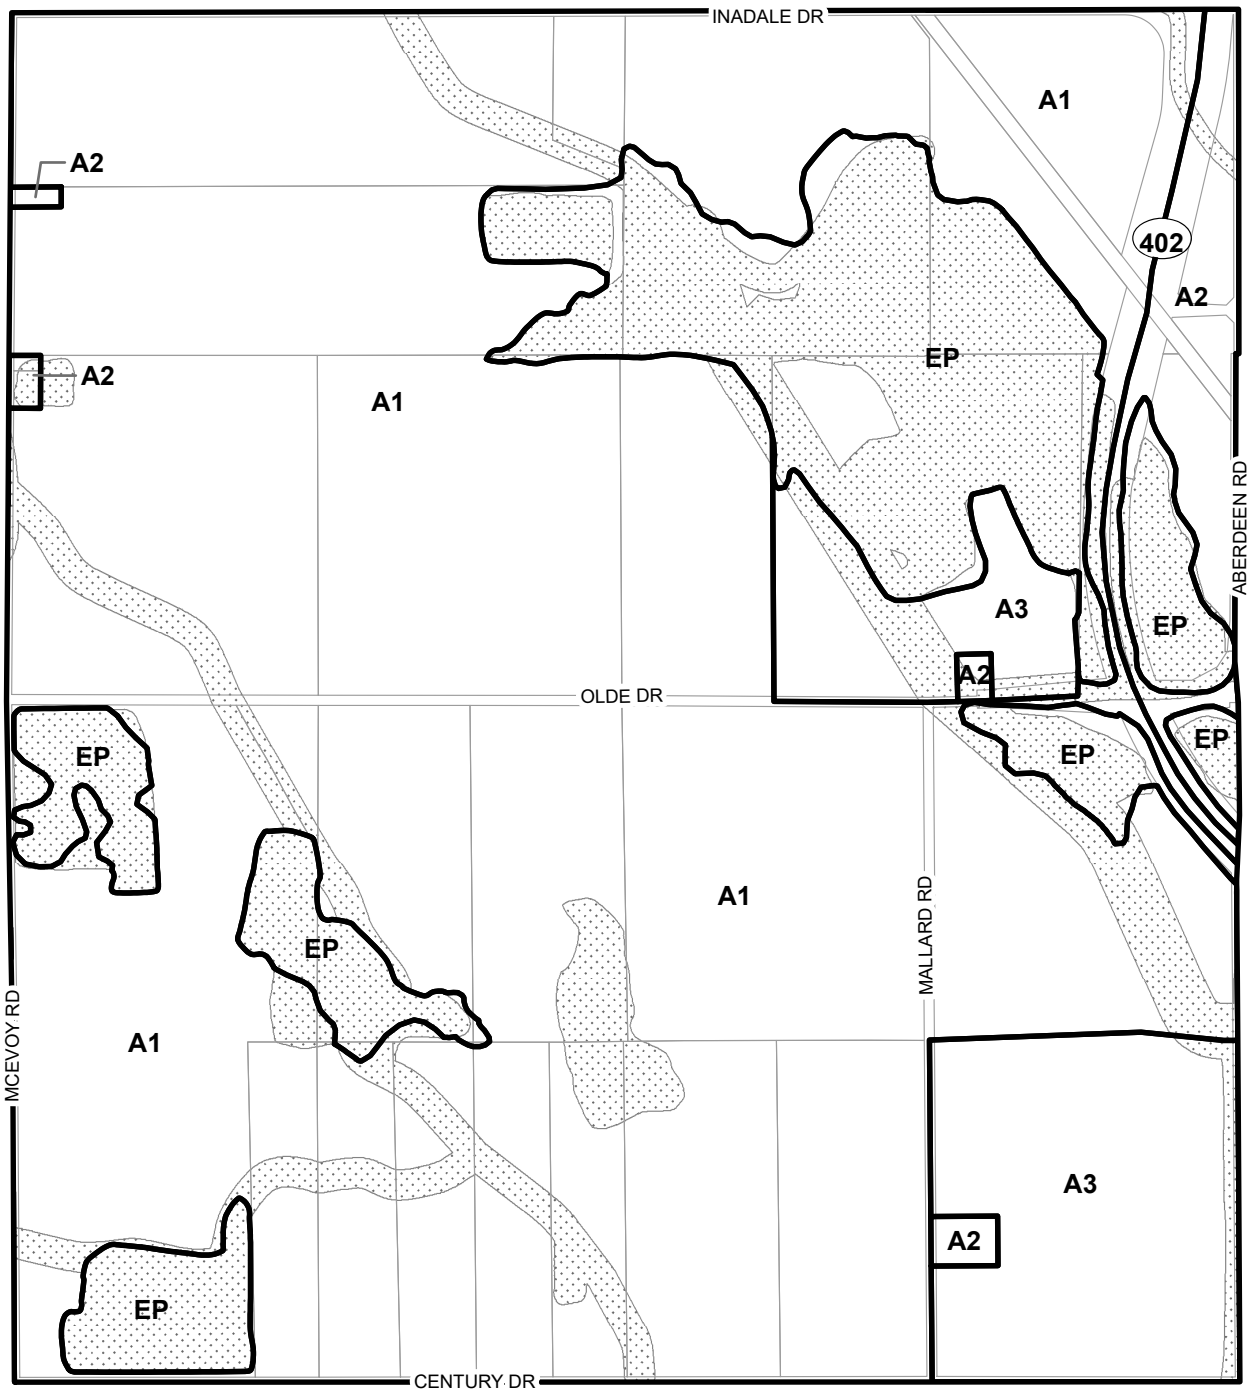 INADALE DR
A1
A2
402
A2
EP
A2
A1
ABERDEEN RD
A3
EP
A2
OLDE DR
EP
EP
EP
A1
MALLARD RD
EP
MCEVOY RD
A1
A3
A2
EP
CENTURY DR